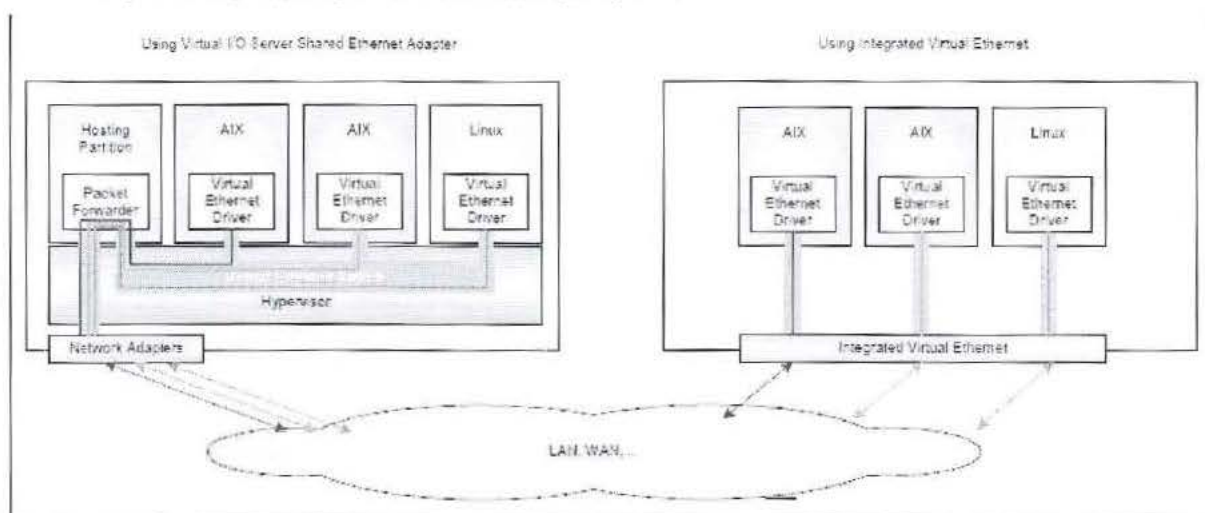 Using Virtual I/O Server Shared Ethernet Adapter
Using Integrated Virtual Ethernet
Hosting
Partition
Packet
Forwarder
AIX
Virtual
Ethernet
Driver
AIX
Virtual
Ethernet
Driver
Linux
Virtual
Ethernet
Driver
Hypervisor
Network Adapters
AIX
Virtual
Ethernet
Driver
AIX
Virtual
Ethernet
Driver
Linux
Virtual
Ethernet
Driver
Integrated Virtual Ethernet
LAN, WAN, ...